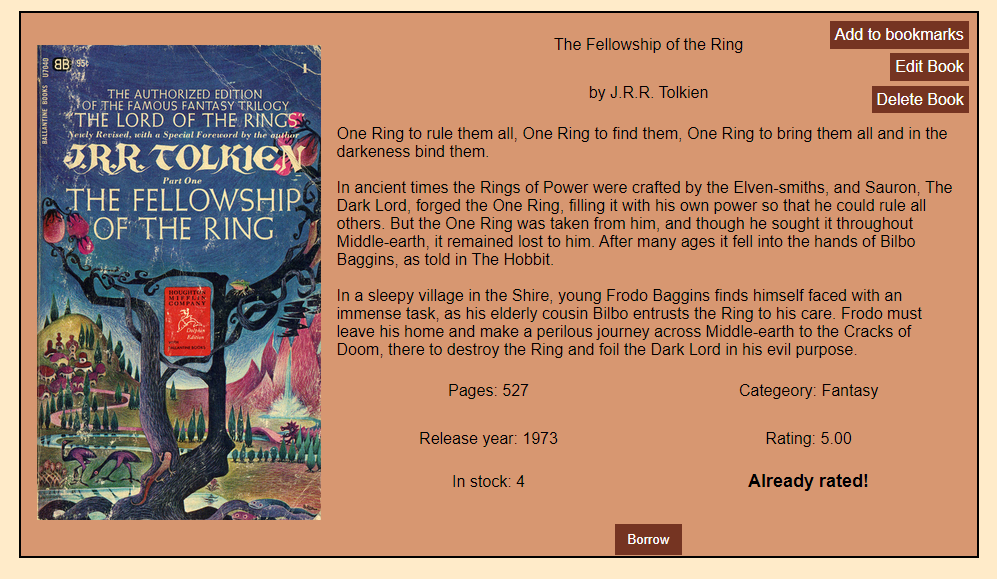 BB 95¢
U7040
BALLANTINE BOOKS
1
THE AUTHORIZED EDITION
OF THE FAMOUS FANTASY TRILOGY
"THE LORD OF THE RINGS"
Newly Revised, with a Special Foreword by the author
J.R.R. TOLKIEN
Part One
THE FELLOWSHIP
OF THE RING
HOUGHTON
MIFFLIN
COMPANY
Dolphin
Edition
BALLANTINE BOOKS
The Fellowship of the Ring
Add to bookmarks
Edit Book
Delete Book
by J.R.R. Tolkien
One Ring to rule them all, One Ring to find them, One Ring to bring them all and in the
darkeness bind them.
In ancient times the Rings of Power were crafted by the Elven-smiths, and Sauron, The
Dark Lord, forged the One Ring, filling it with his own power so that he could rule all
others. But the One Ring was taken from him, and though he sought it throughout
Middle-earth, it remained lost to him. After many ages it fell into the hands of Bilbo
Baggins, as told in The Hobbit.
In a sleepy village in the Shire, young Frodo Baggins finds himself faced with an
immense task, as his elderly cousin Bilbo entrusts the Ring to his care. Frodo must
leave his home and make a perilous journey across Middle-earth to the Cracks of
Doom, there to destroy the Ring and foil the Dark Lord in his evil purpose.
Pages: 527
Categeory: Fantasy
Release year: 1973
Rating: 5.00
In stock: 4
Already rated!
Borrow